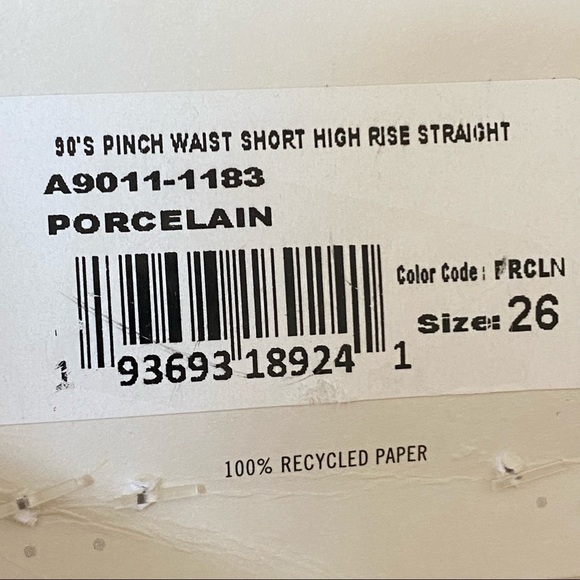 90'S PINCH WAIST SHORT HIGH RISE STRAIGHT
A9011-1183
PORCELAIN
Color Code: PRCLN
Size: 26
1 93693 18924 1
100% RECYCLED PAPER